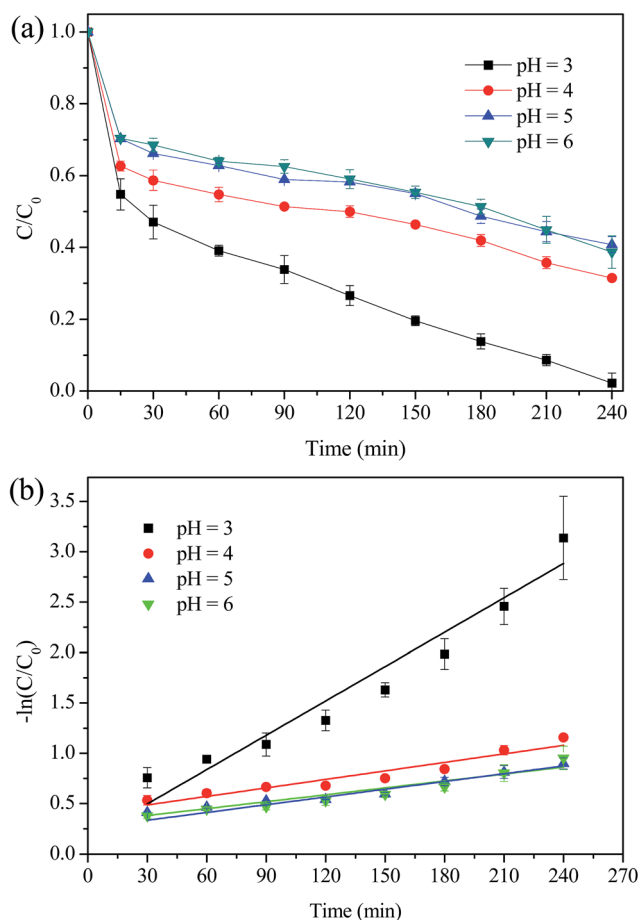 (a)
1.0
0.8
0.6
0.4
0.2
0.0
C/C₀
pH = 3
pH = 4
pH = 5
pH = 6
0 30 60 90 120 150 180 210 240
Time (min)
(b)
3.5
3.0
2.5
2.0
1.5
1.0
0.5
0.0
-ln(C/C₀)
pH = 3
pH = 4
pH = 5
pH = 6
0 30 60 90 120 150 180 210 240 270
Time (min)